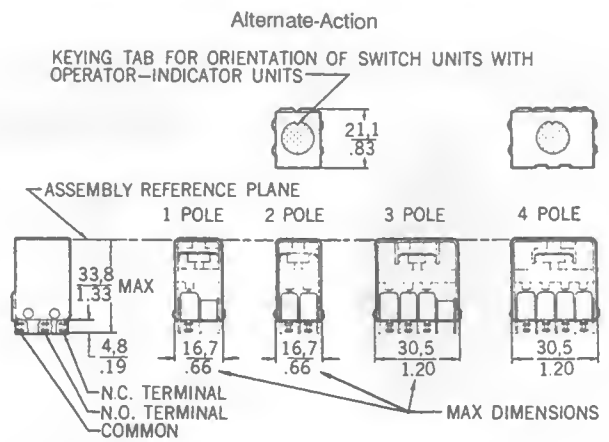 Alternate-Action
KEYING TAB FOR ORIENTATION OF SWITCH UNITS WITH
OPERATOR–INDICATOR UNITS
21,1
.83
ASSEMBLY REFERENCE PLANE
1 POLE 2 POLE 3 POLE 4 POLE
33,8
1.33
MAX
4,8
.19
16,7
.66
16,7
.66
30,5
1.20
30,5
1.20
N.C. TERMINAL
N.O. TERMINAL
COMMON
MAX DIMENSIONS